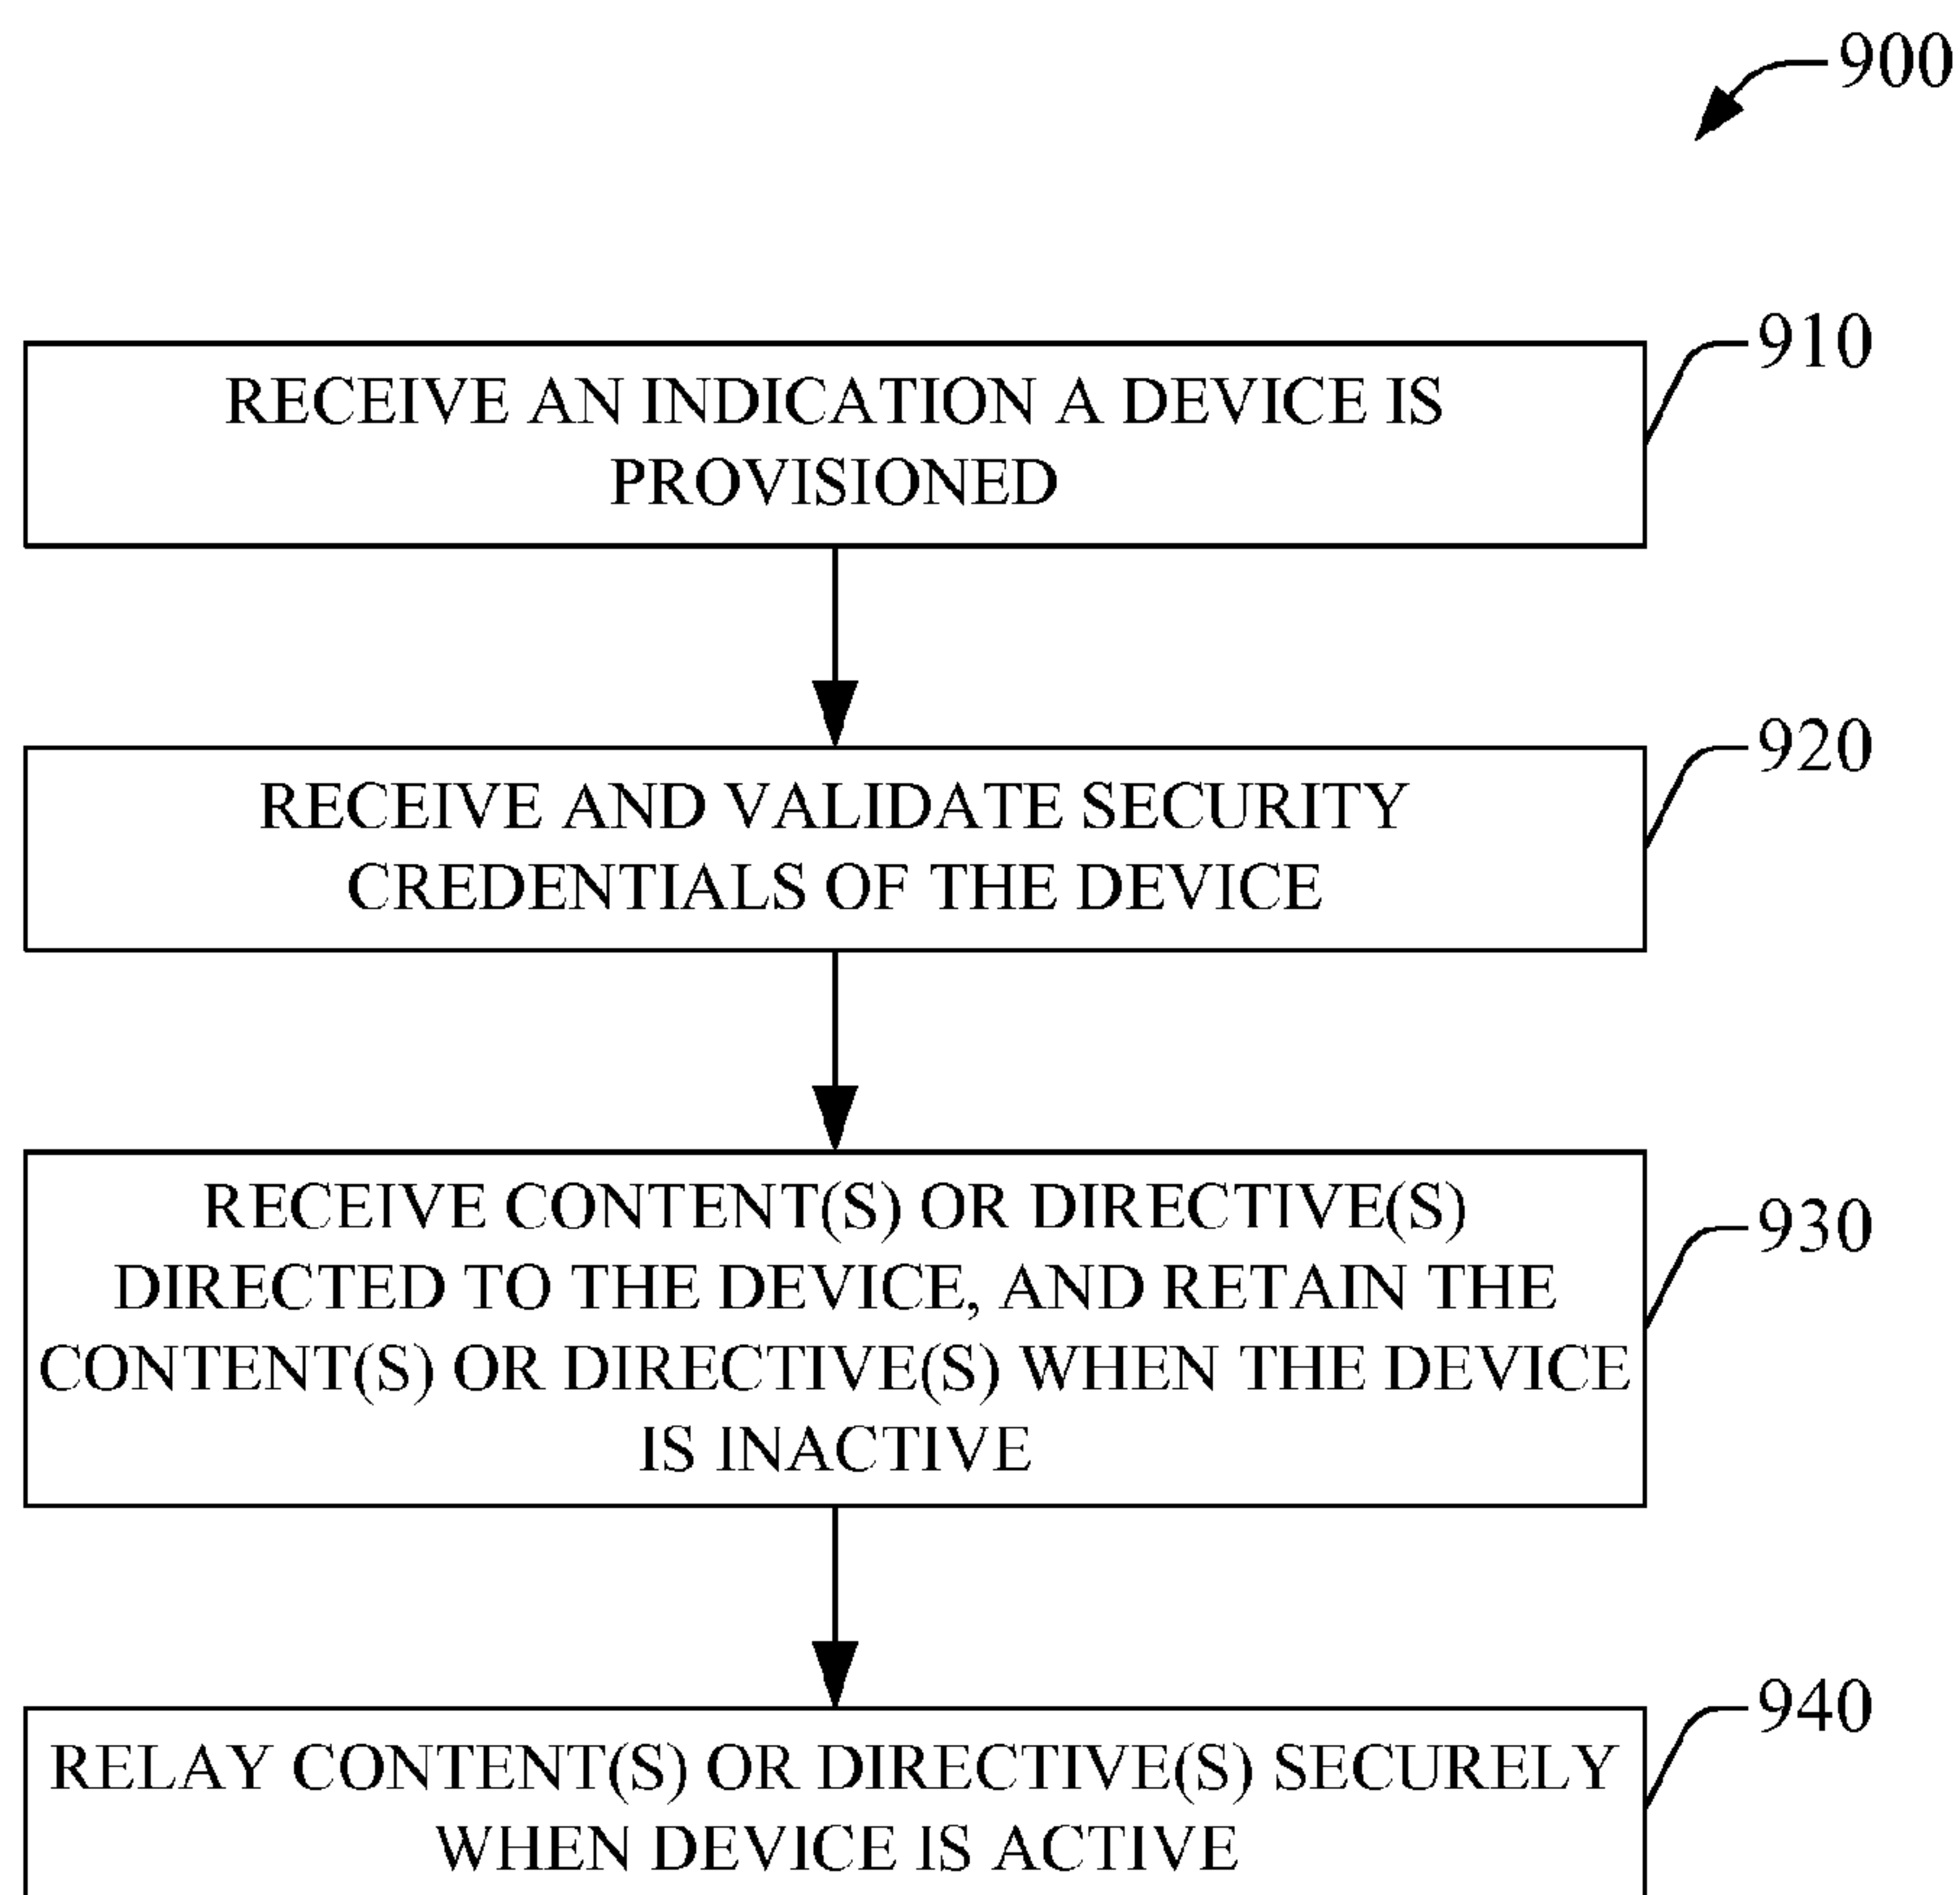 900
910
RECEIVE AN INDICATION A DEVICE IS
PROVISIONED
920
RECEIVE AND VALIDATE SECURITY
CREDENTIALS OF THE DEVICE
930
RECEIVE CONTENT(S) OR DIRECTIVE(S)
DIRECTED TO THE DEVICE, AND RETAIN THE
CONTENT(S) OR DIRECTIVE(S) WHEN THE DEVICE
IS INACTIVE
940
RELAY CONTENT(S) OR DIRECTIVE(S) SECURELY
WHEN DEVICE IS ACTIVE